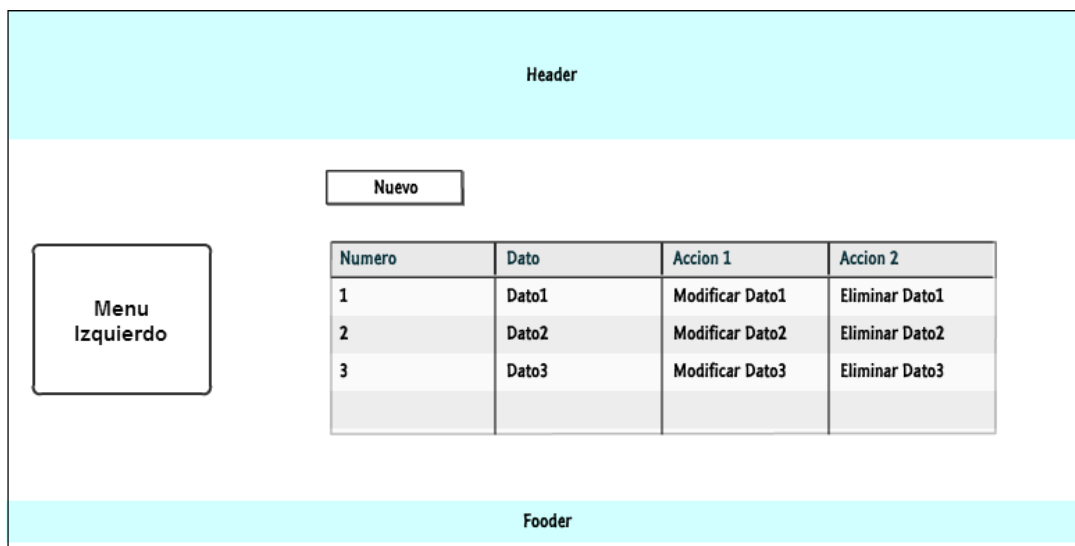 Header
Nuevo
Menu
Izquierdo
Numero Dato Accion 1 Accion 2
1 Dato1 Modificar Dato1 Eliminar Dato1
2 Dato2 Modificar Dato2 Eliminar Dato2
3 Dato3 Modificar Dato3 Eliminar Dato3
Fooder